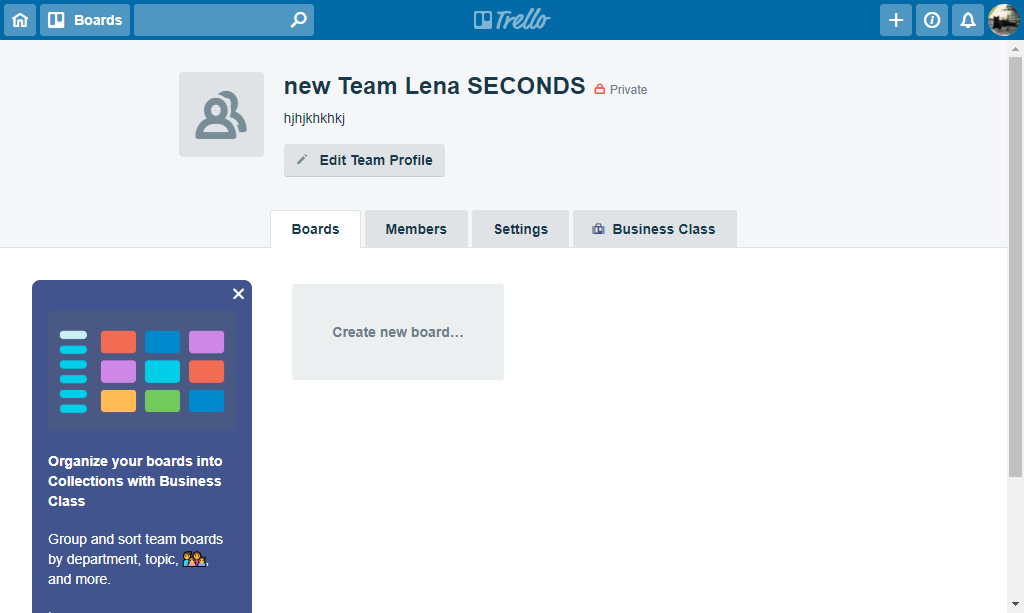 Boards
Trello
new Team Lena SECONDS
Private
hjhjkhkhkj
Edit Team Profile
Boards
Members
Settings
Business Class
Create new board…
Organize your boards into
Collections with Business
Class
Group and sort team boards
by department, topic, 👨‍👩‍👧,
and more.